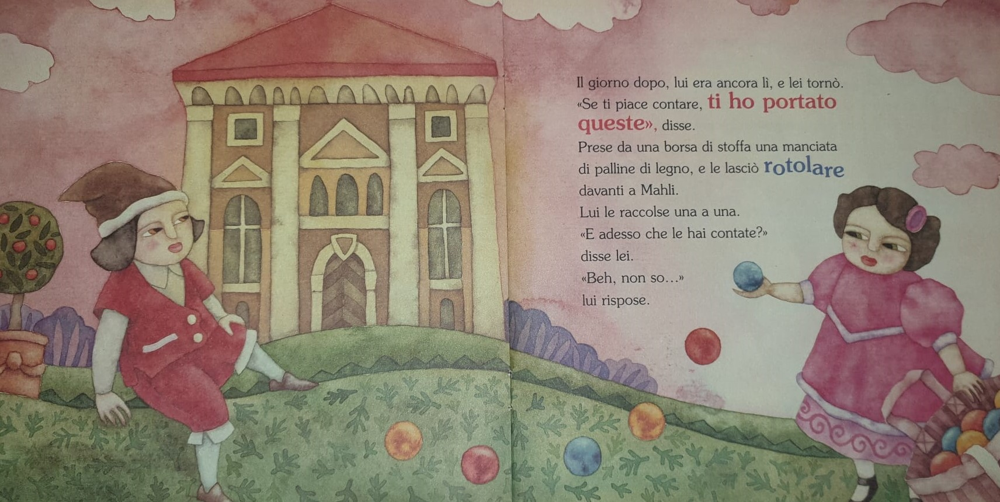 Il giorno dopo, lui era ancora lì, e lei tornò.
«Se ti piace contare, ti ho portato
queste», disse.
Prese da una borsa di stoffa una manciata
di palline di legno, e le lasciò rotolare
davanti a Mahli.
Lui le raccolse una a una.
«E adesso che le hai contate?»
disse lei.
«Beh, non so...»
lui rispose.